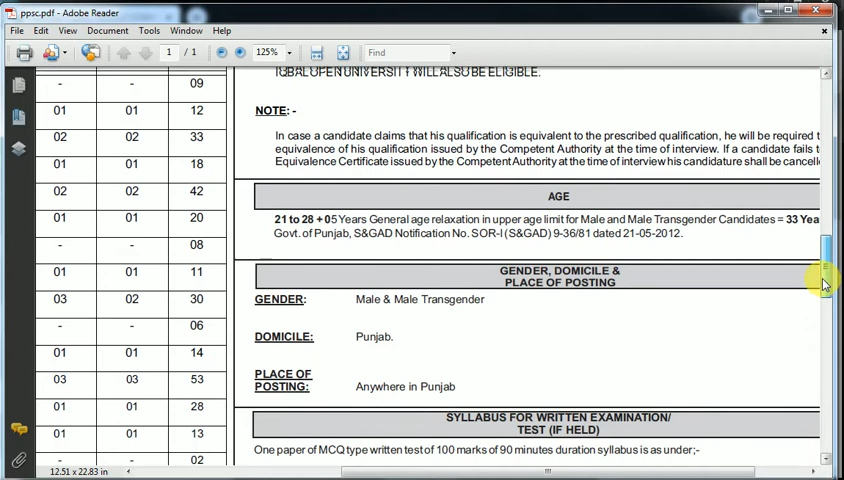 ppsc.pdf - Adobe Reader
File Edit View Document Tools Window Help
1 / 1 125% Find
- - 09
01 01 12
02 02 33
01 01 18
02 02 42
01 01 20
- - 08
01 01 11
03 02 30
- - 06
01 01 14
03 03 53
01 01 28
01 01 13
- - 02
IQBAL OPEN UNIVERSITY WILL ALSO BE ELIGIBLE.
NOTE: -
In case a candidate claims that his qualification is equivalent to the prescribed qualification, he will be required t
equivalence of his qualification issued by the Competent Authority at the time of interview. If a candidate fails t
Equivalence Certificate issued by the Competent Authority at the time of interview his candidature shall be cancelle
AGE
21 to 28 + 05 Years General age relaxation in upper age limit for Male and Male Transgender Candidates = 33 Yea
Govt. of Punjab, S&GAD Notification No. SOR-I (S&GAD) 9-36/81 dated 21-05-2012.
GENDER, DOMICILE &
PLACE OF POSTING
GENDER: Male & Male Transgender
DOMICILE: Punjab.
PLACE OF
POSTING: Anywhere in Punjab
SYLLABUS FOR WRITTEN EXAMINATION/
TEST (IF HELD)
One paper of MCQ type written test of 100 marks of 90 minutes duration syllabus is as under;-
12.51 x 22.83 in